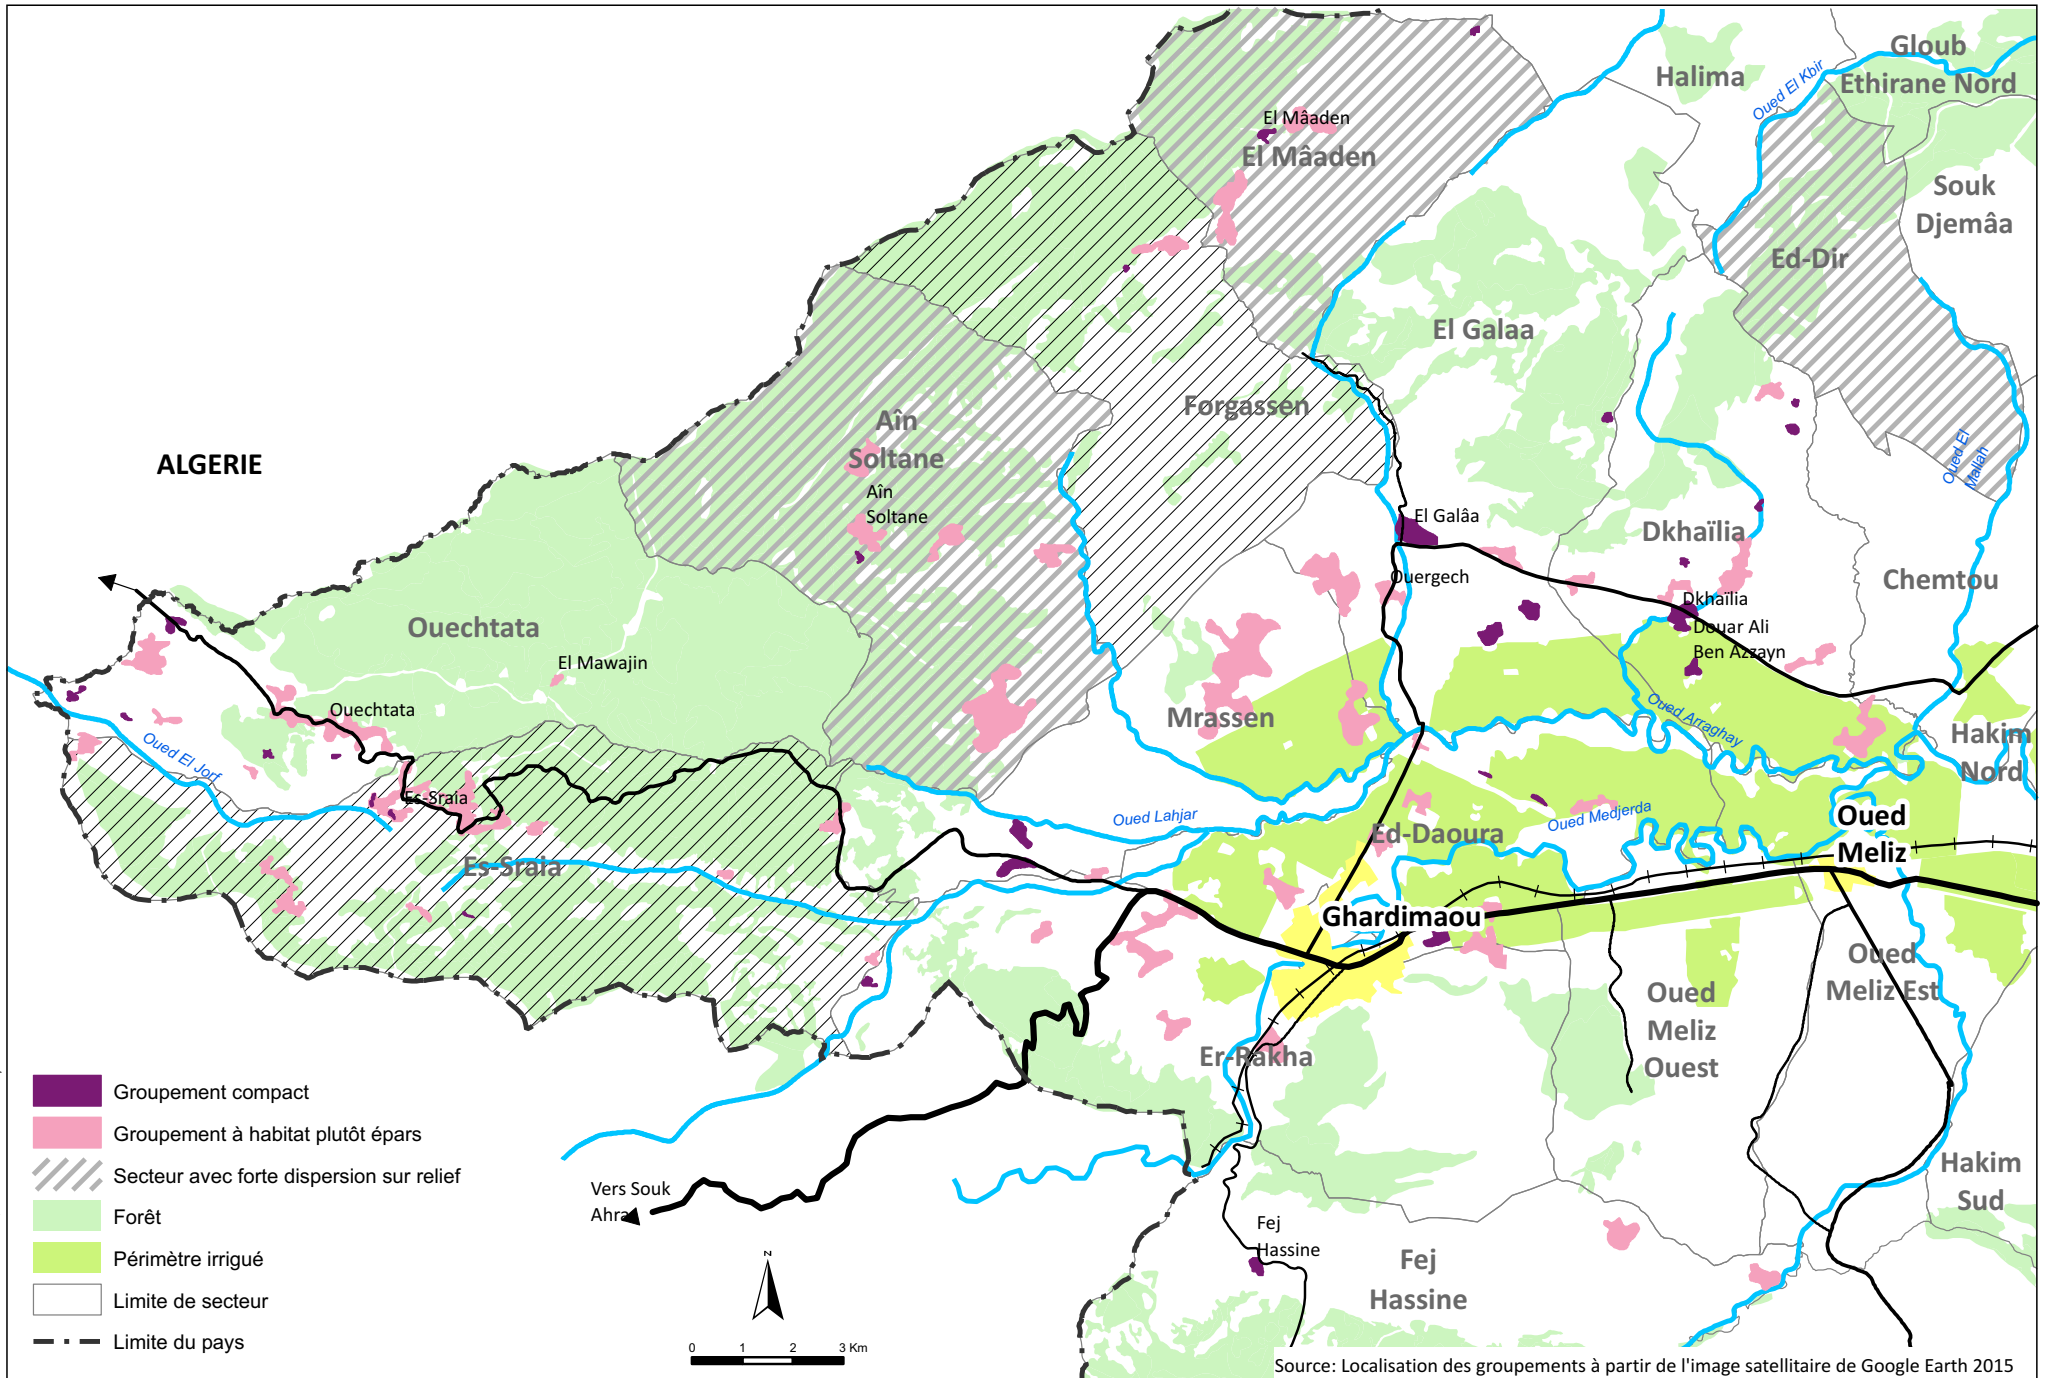 Gloub
Ethirane Nord
Halima
Oued El Kbir
El Mâaden
El Mâaden
Souk
Djemâa
Ed-Dir
El Galaa
Forgassen
Aîn
Soltane
Aîn
Soltane
ALGERIE
Oued El
Mallah
El Galâa
Dkhaïlia
Ouergech
Chemtou
Dkhaïlia
Douar Ali
Ben Azzayn
Ouechtata
El Mawajin
Ouechtata
Mrassen
Oued Arraghay
Hakim
Nord
Oued El Jorf
Es-Sraia
Es-Sraia
Oued Lahjar
Ed-Daoura
Oued Medjerda
Oued
Meliz
Ghardimaou
Oued
Meliz Est
Oued
Meliz
Ouest
Er-Rakha
Hakim
Sud
Vers Souk
Ahra
Fej
Hassine
Fej
Hassine
Groupement compact
Groupement à habitat plutôt épars
Secteur avec forte dispersion sur relief
Forêt
Périmètre irrigué
Limite de secteur
Limite du pays
N
0 1 2 3 Km
Source: Localisation des groupements à partir de l'image satellitaire de Google Earth 2015